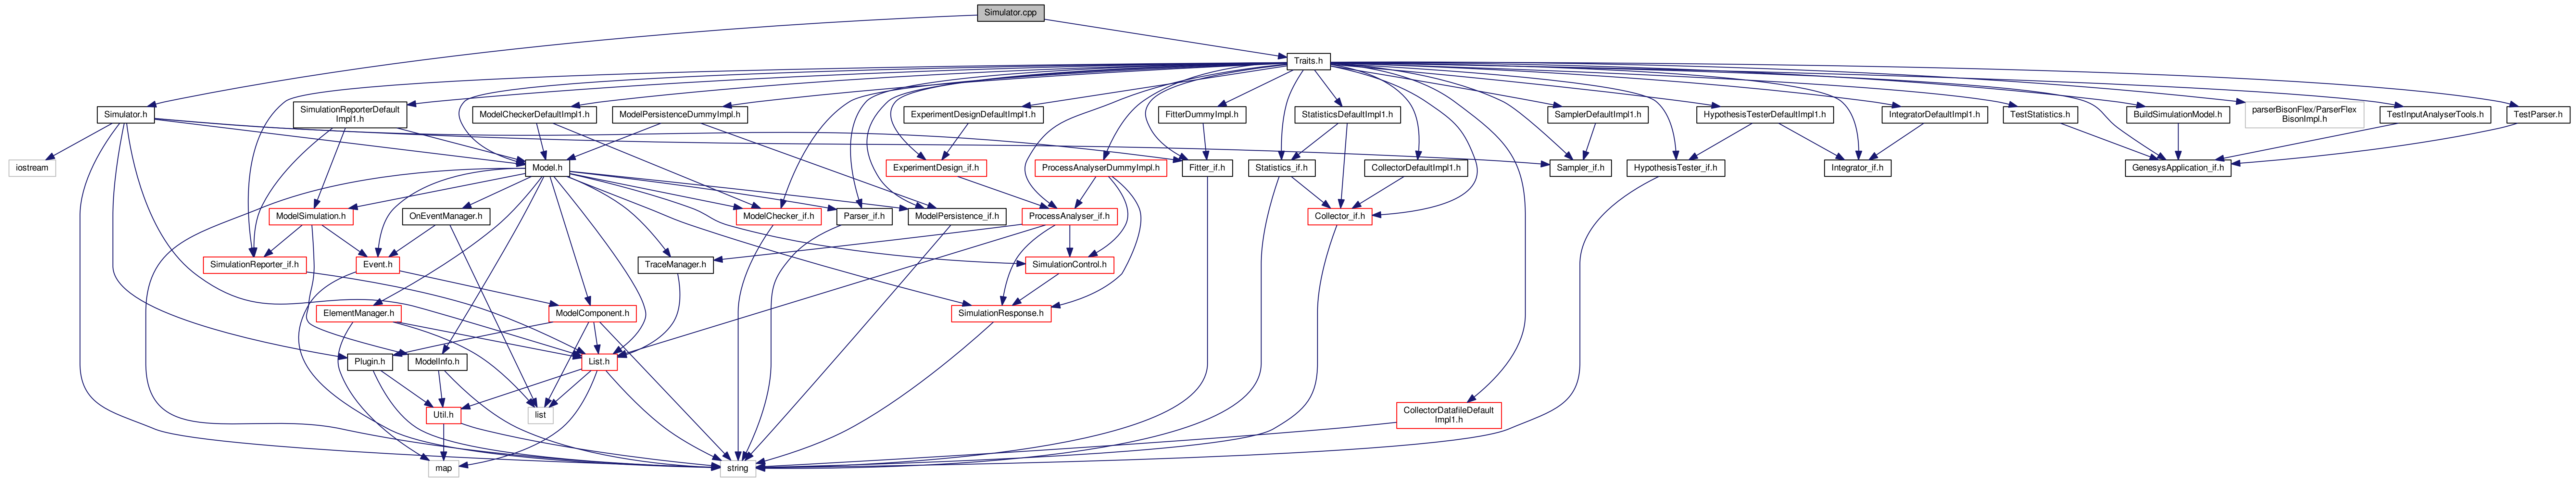 Simulator.cpp
Traits.h
Simulator.h
SimulationReporterDefault
Impl1.h
ModelCheckerDefaultImpl1.h
ModelPersistenceDummyImpl.h
ExperimentDesignDefaultImpl1.h
FitterDummyImpl.h
StatisticsDefaultImpl1.h
SamplerDefaultImpl1.h
HypothesisTesterDefaultImpl1.h
IntegratorDefaultImpl1.h
TestStatistics.h
BuildSimulationModel.h
parserBisonFlex/ParserFlex
BisonImpl.h
TestInputAnalyserTools.h
TestParser.h
iostream
Model.h
ExperimentDesign_if.h
ProcessAnalyserDummyImpl.h
Fitter_if.h
Statistics_if.h
CollectorDefaultImpl1.h
Sampler_if.h
HypothesisTester_if.h
Integrator_if.h
GenesysApplication_if.h
ModelSimulation.h
OnEventManager.h
ModelChecker_if.h
Parser_if.h
ModelPersistence_if.h
ProcessAnalyser_if.h
Collector_if.h
SimulationReporter_if.h
Event.h
TraceManager.h
SimulationControl.h
ElementManager.h
ModelComponent.h
SimulationResponse.h
Plugin.h
ModelInfo.h
List.h
Util.h
list
CollectorDatafileDefault
Impl1.h
map
string